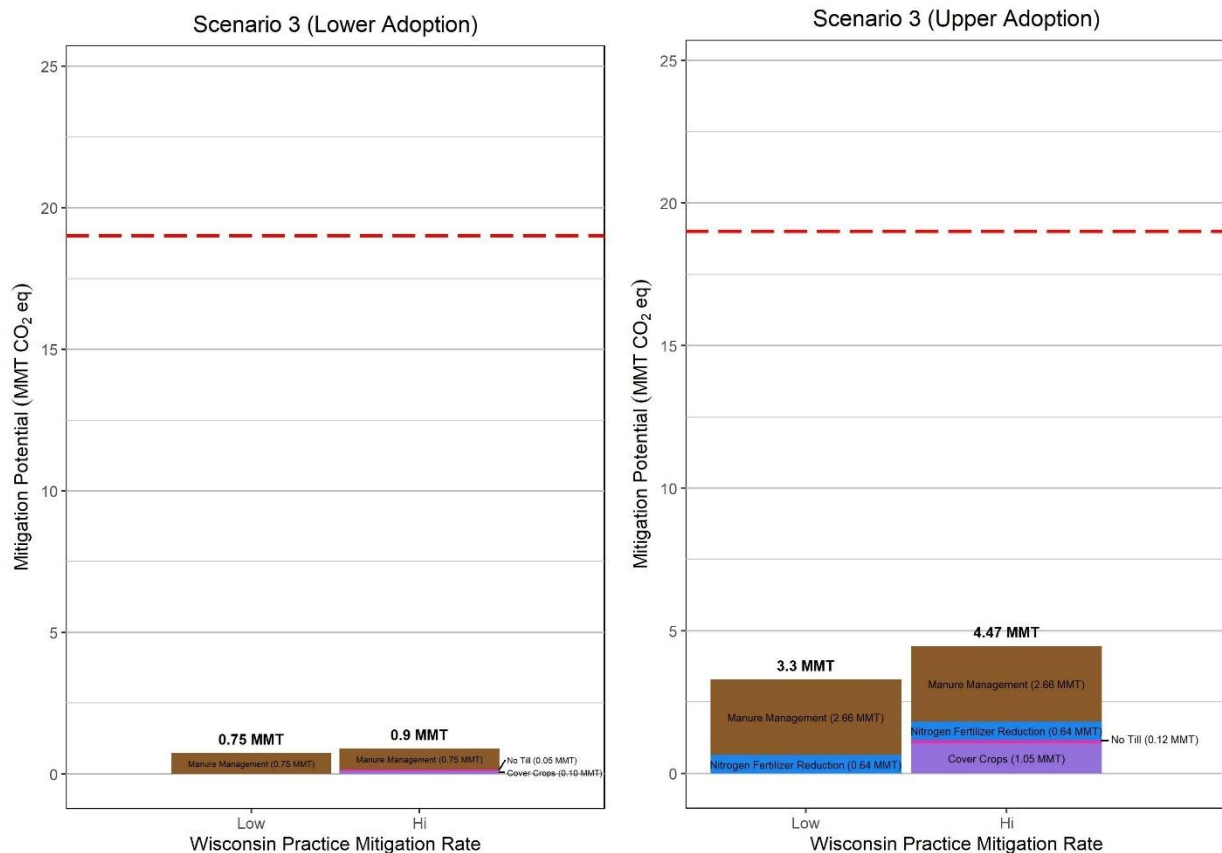 Scenario 3 (Lower Adoption)
25
20
15
10
5
0
Mitigation Potential (MMT CO₂ eq)
0.75 MMT
Manure Management (0.75 MMT)
0.9 MMT
Manure Management (0.75 MMT)
No Till (0.05 MMT)
Cover Crops (0.10 MMT)
Low
Hi
Wisconsin Practice Mitigation Rate
Scenario 3 (Upper Adoption)
25
20
15
10
5
0
Mitigation Potential (MMT CO₂ eq)
3.3 MMT
Manure Management (2.66 MMT)
Nitrogen Fertilizer Reduction (0.64 MMT)
4.47 MMT
Manure Management (2.66 MMT)
Nitrogen Fertilizer Reduction (0.64 MMT)
No Till (0.12 MMT)
Cover Crops (1.05 MMT)
Low
Hi
Wisconsin Practice Mitigation Rate